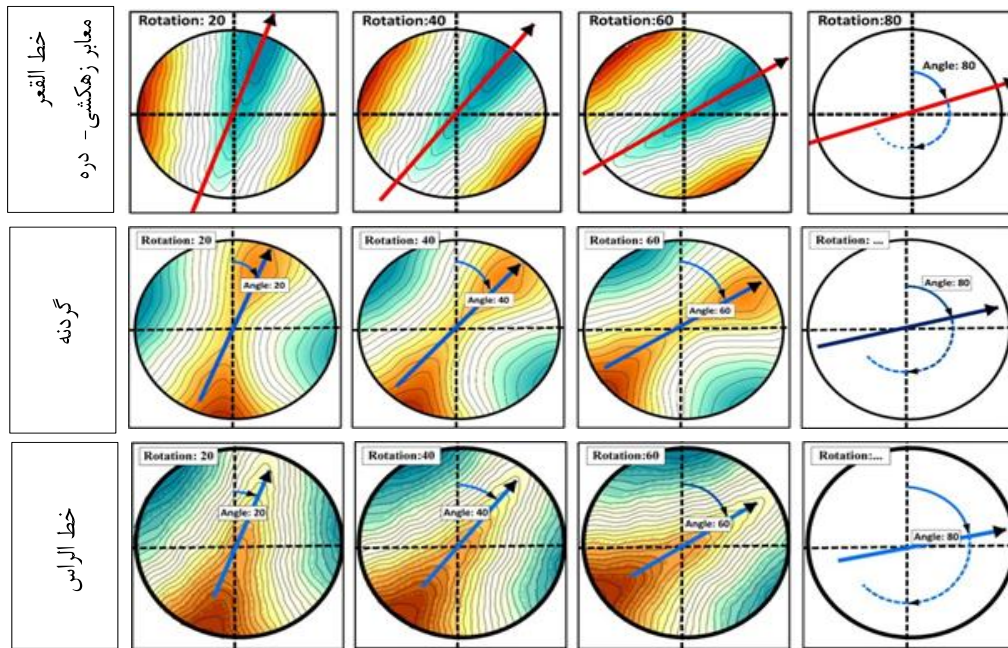 خط القعر
معابر زهکشی - دره
Rotation: 20
Rotation:40
Rotation:60
Rotation:80
Angle: 80
گردنه
Rotation: 20
Angle: 20
Rotation: 40
Angle: 40
Rotation: 60
Angle: 60
Rotation: ...
Angle: 80
خط الراس
Rotation: 20
Angle: 20
Rotation:40
Angle: 40
Rotation:60
Angle: 60
Rotation:...
Angle: 80